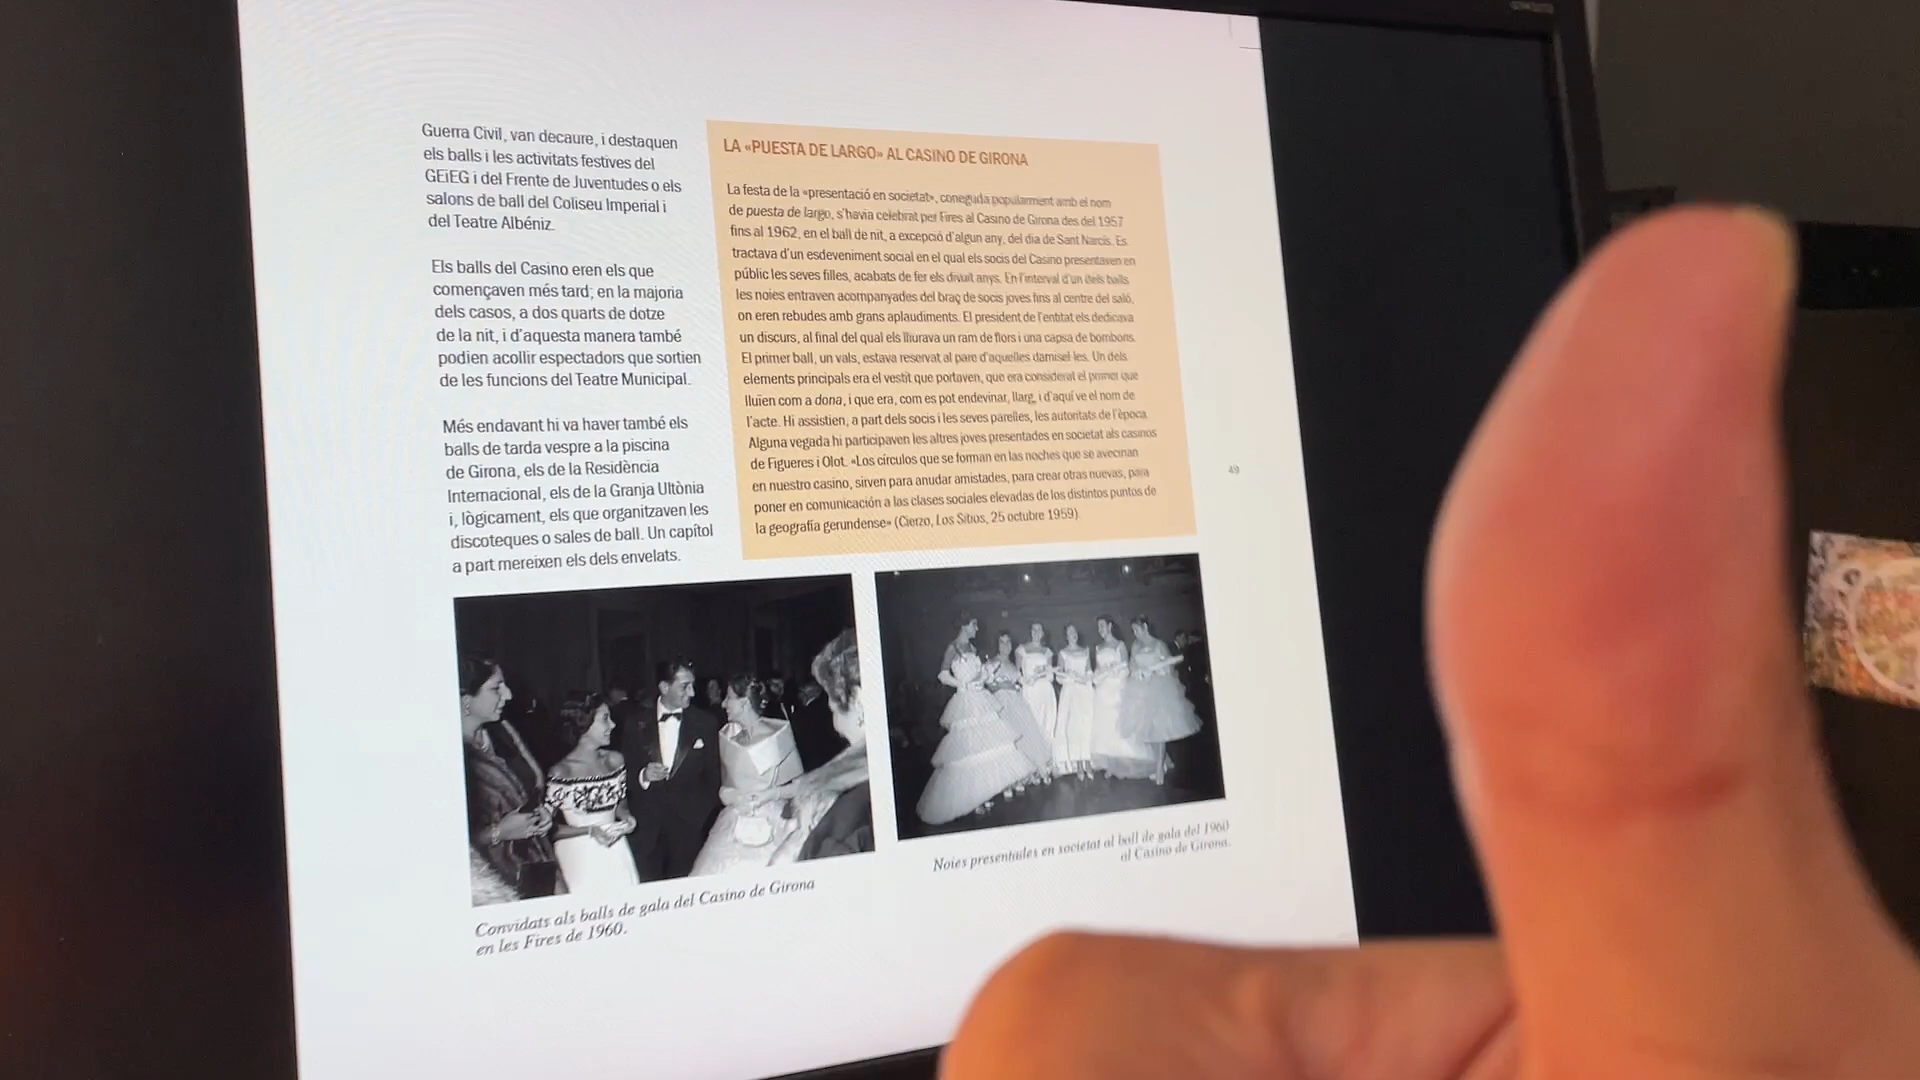 Guerra Civil, van decaure, i destaquen
els balls i les activitats festives del
GEiEG i del Frente de Juventudes o els
salons de ball del Coliseu Imperial i
del Teatre Albéniz.
Els balls del Casino eren els que
començaven més tard; en la majoria
dels casos, a dos quarts de dotze
de la nit, i d'aquesta manera també
podien acollir espectadors que sortien
de les funcions del Teatre Municipal.
Més endavant hi va haver també els
balls de tarda vespre a la piscina
de Girona, els de la Residència
Internacional, els de la Granja Ultònia
i, lògicament, els que organitzaven les
discoteques o sales de ball. Un capítol
a part mereixen els dels envelats.
LA «PUESTA DE LARGO» AL CASINO DE GIRONA
La festa de la «presentació en societat», coneguda popularment amb el nom
de puesta de largo, s'havia celebrat per Fires al Casino de Girona des del 1957
fins al 1962, en el ball de nit, a excepció d'algun any, del dia de Sant Narcís. Es
tractava d'un esdeveniment social en el qual els socis del Casino presentaven en
públic les seves filles, acabats de fer els divuit anys. En l'interval d'un dels balls,
les noies entraven acompanyades del braç de socis joves fins al centre del saló,
on eren rebudes amb grans aplaudiments. El president de l'entitat els dedicava
un discurs, al final del qual els lliurava un ram de flors i una capsa de bombons.
El primer ball, un vals, estava reservat al pare d'aquelles damisel·les. Un dels
elements principals era el vestit que portaven, que era considerat el primer que
lluïen com a dona, i que era, com es pot endevinar, llarg, i d'aquí ve el nom de
l'acte. Hi assistien, a part dels socis i les seves parelles, les autoritats de l'època.
Alguna vegada hi participaven les altres joves presentades en societat als casinos
de Figueres i Olot. «Los círculos que se forman en las noches que se avecinan
en nuestro casino, sirven para anudar amistades, para crear otras nuevas, para
poner en comunicación a las clases sociales elevadas de los distintos puntos de
la geografía gerundense» (Cierzo, Los Sitios, 25 octubre 1959).
49
Convidats als balls de gala del Casino de Girona
en les Fires de 1960.
Noies presentades en societat al ball de gala del 1960
al Casino de Girona.